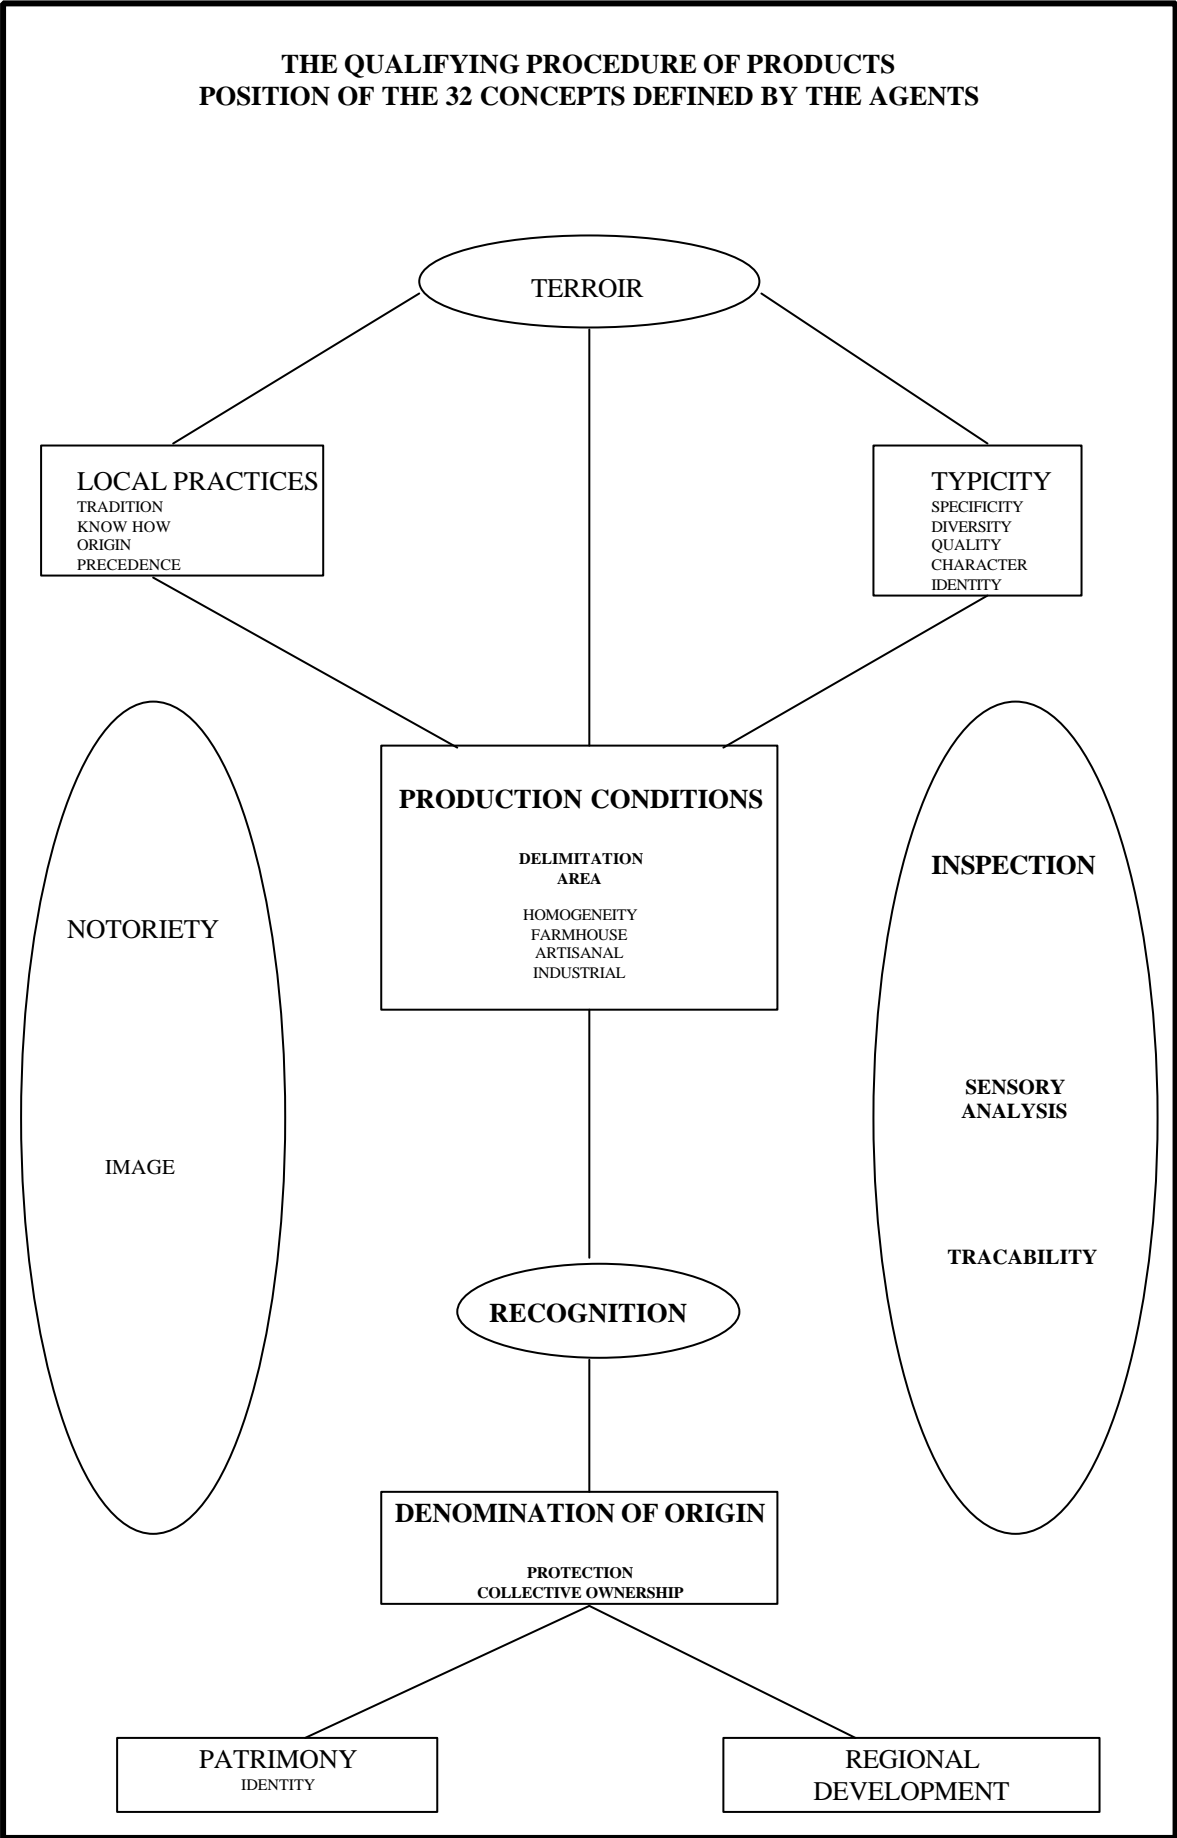 THE QUALIFYING PROCEDURE OF PRODUCTS
POSITION OF THE 32 CONCEPTS DEFINED BY THE AGENTS
TERROIR
LOCAL PRACTICES
TRADITION
KNOW HOW
ORIGIN
PRECEDENCE
TYPICITY
SPECIFICITY
DIVERSITY
QUALITY
CHARACTER
IDENTITY
NOTORIETY
IMAGE
PRODUCTION CONDITIONS
DELIMITATION
AREA
HOMOGENEITY
FARMHOUSE
ARTISANAL
INDUSTRIAL
INSPECTION
SENSORY
ANALYSIS
TRACABILITY
RECOGNITION
DENOMINATION OF ORIGIN
PROTECTION
COLLECTIVE OWNERSHIP
PATRIMONY
IDENTITY
REGIONAL
DEVELOPMENT